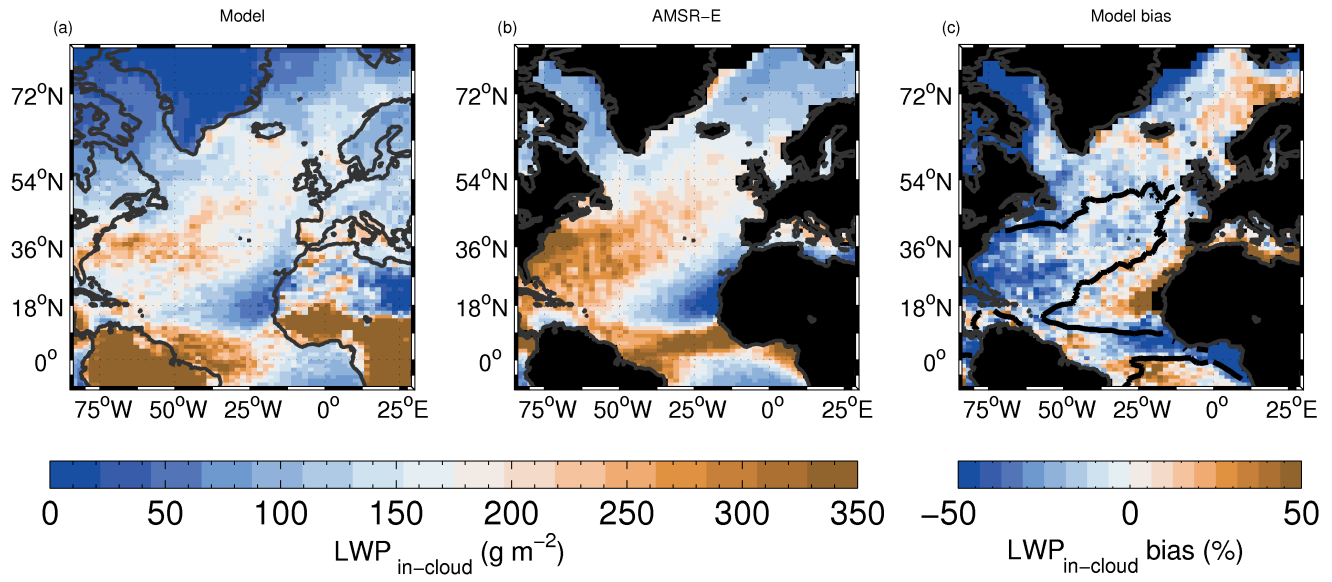 Model
AMSR−E
Model bias
(a)
(b)
(c)
72°N
54°N
36°N
18°N
0°
75°W 50°W 25°W 0° 25°E
72°N
54°N
36°N
18°N
0°
75°W 50°W 25°W 0° 25°E
72°N
54°N
36°N
18°N
0°
75°W 50°W 25°W 0° 25°E
0 50 100 150 200 250 300 350
LWP in−cloud (g m−2)
−50 0 50
LWP in−cloud bias (%)